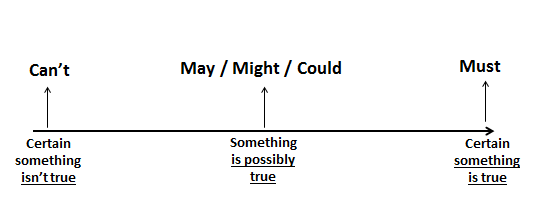 Can't
May / Might / Could
Must
Certain
something
isn't true
Something
is possibly
true
Certain
something
is true